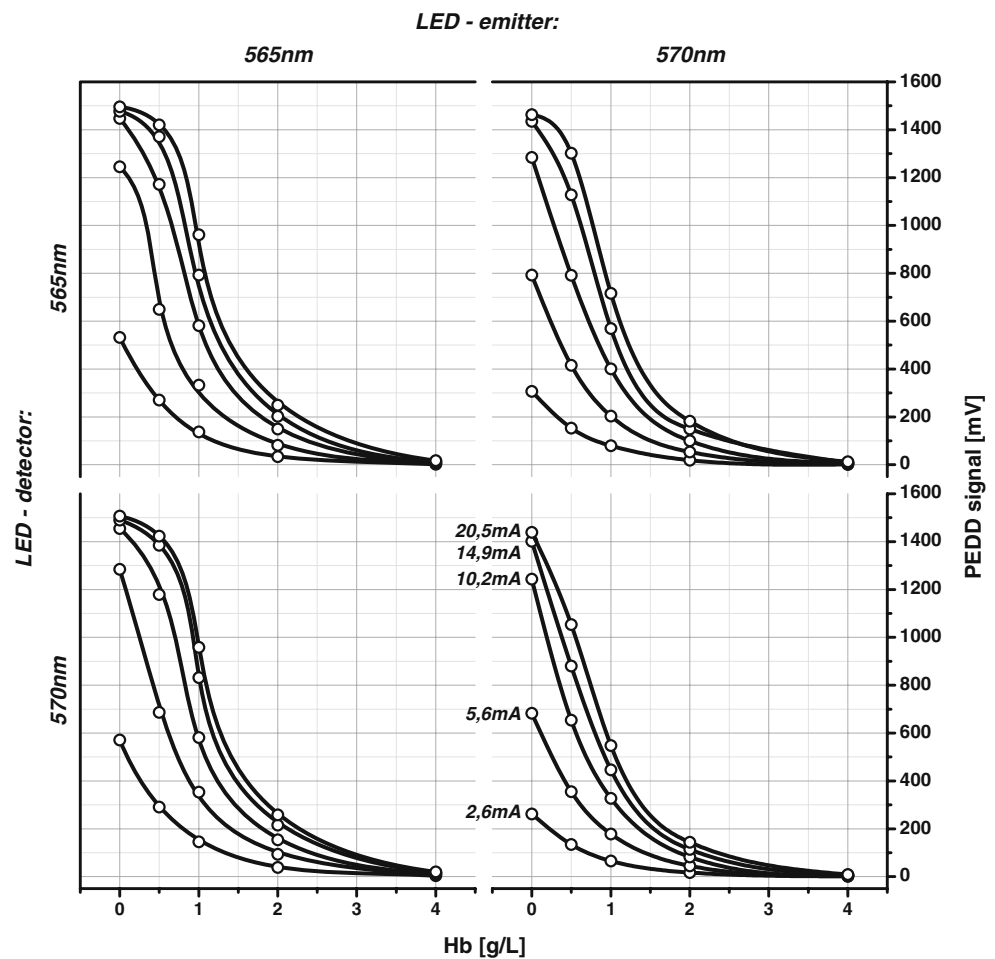 LED - emitter:
565nm
570nm
LED - detector:
565nm
570nm
1600
1400
1200
1000
800
600
400
200
0
1600
1400
1200
1000
800
600
400
200
0
PEDD signal [mV]
20,5mA
14,9mA
10,2mA
5,6mA
2,6mA
0 1 2 3 4
0 1 2 3 4
Hb [g/L]